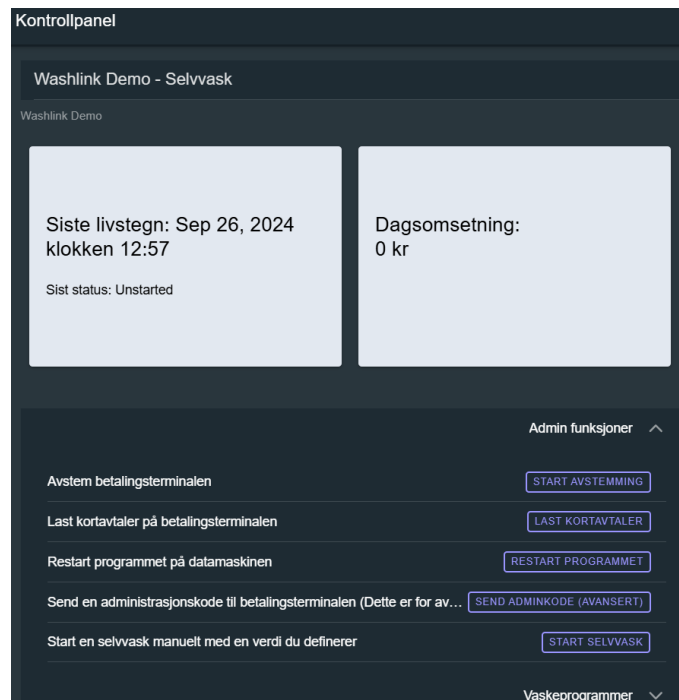 Kontrollpanel
Washlink Demo - Selvvask
Washlink Demo
Siste livstegn: Sep 26, 2024
klokken 12:57
Sist status: Unstarted
Dagsomsetning:
0 kr
Admin funksjoner
Avstem betalingsterminalen
START AVSTEMMING
Last kortavtaler på betalingsterminalen
LAST KORTAVTALER
Restart programmet på datamaskinen
RESTART PROGRAMMET
Send en administrasjonskode til betalingsterminalen (Dette er for av...
SEND ADMINKODE (AVANSERT)
Start en selvvask manuelt med en verdi du definerer
START SELVVASK
Vaskeprogrammer